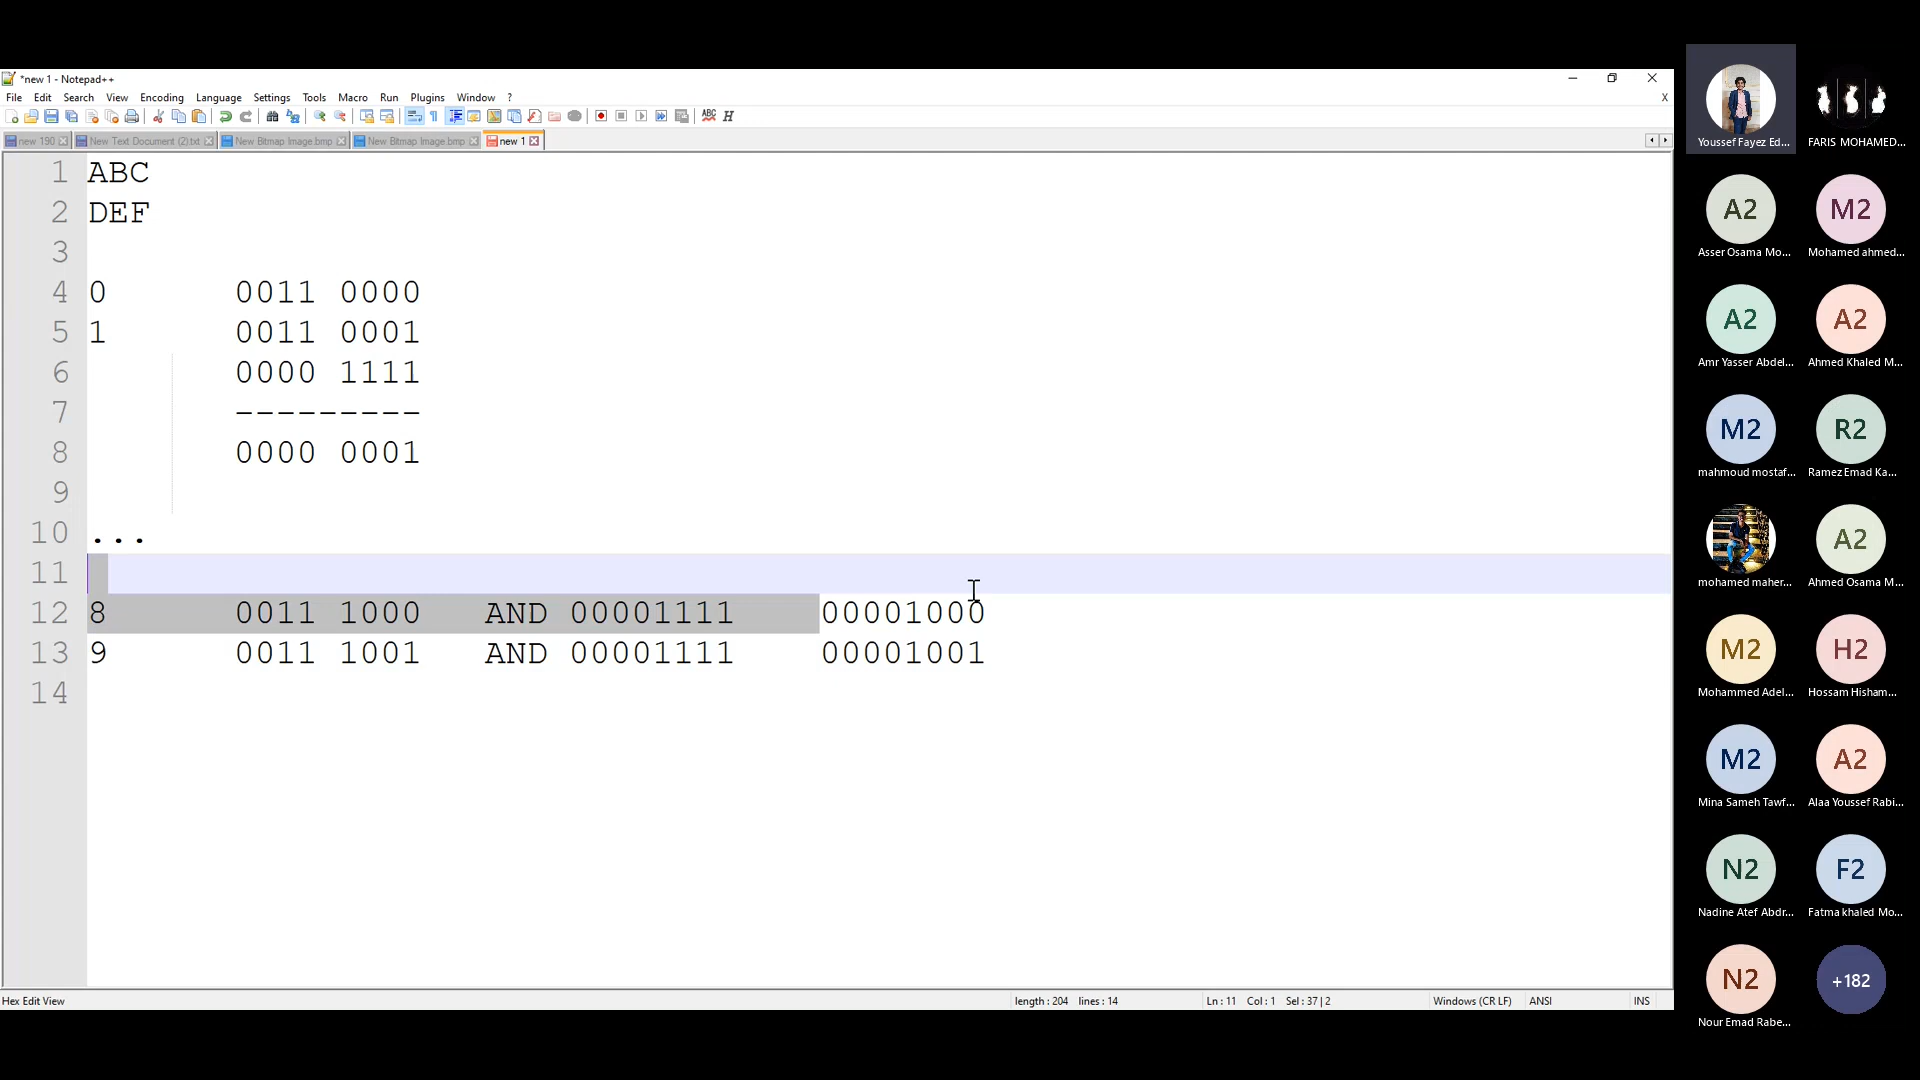 *new 1 - Notepad++
File Edit Search View Encoding Language Settings Tools Macro Run Plugins Window ?
X
new 190 New Text Document (2).txt New Bitmap Image.bmp New Bitmap Image.bmp new 1
1 ABC
2 DEF
3
4 0 0011 0000
5 1 0011 0001
6 0000 1111
7 ---------
8 0000 0001
9
10 ...
11
12 8 0011 1000 AND 00001111 00001000
13 9 0011 1001 AND 00001111 00001001
14
Hex Edit View length : 204 lines : 14 Ln : 11 Col : 1 Sel : 37 | 2 Windows (CR LF) ANSI INS
Youssef Fayez Ed... FARIS MOHAMED...
A2 M2
Asser Osama Mo... Mohamed ahmed...
A2 A2
Amr Yasser Abdel... Ahmed Khaled M...
M2 R2
mahmoud mostaf... Ramez Emad Ka...
A2
mohamed maher... Ahmed Osama M...
M2 H2
Mohammed Adel... Hossam Hisham...
M2 A2
Mina Sameh Tawf... Alaa Youssef Rabi...
N2 F2
Nadine Atef Abdr... Fatma khaled Mo...
N2 +182
Nour Emad Rabe...